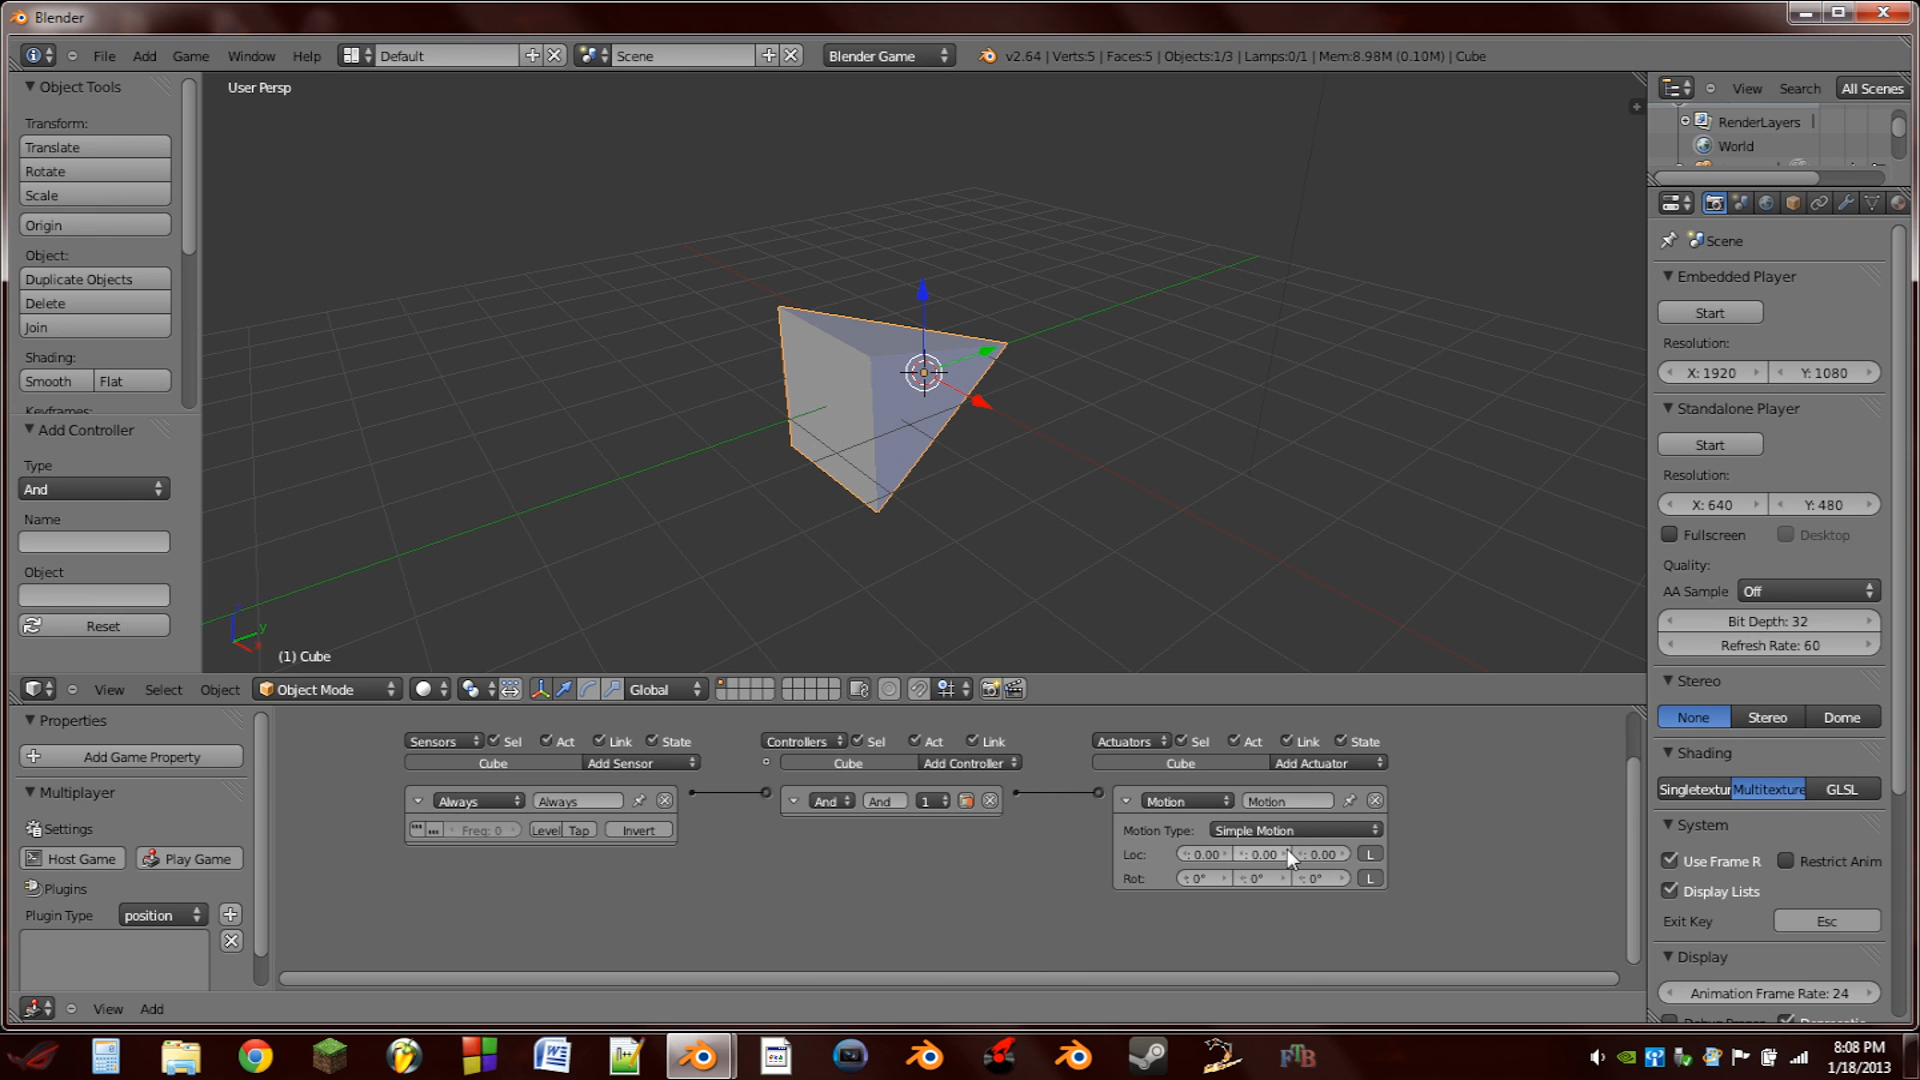 Blender
File Add Game Window Help Default Scene Blender Game v2.64 | Verts:5 | Faces:5 | Objects:1/3 | Lamps:0/1 | Mem:8.98M (0.10M) | Cube
Object Tools
Transform:
Translate
Rotate
Scale
Origin
Object:
Duplicate Objects
Delete
Join
Shading:
Smooth Flat
Add Controller
Type
And
Name
Object
Reset
User Persp
y
(1) Cube
View Search All Scenes
RenderLayers
World
Scene
Embedded Player
Start
Resolution:
X: 1920 Y: 1080
Standalone Player
Start
Resolution:
X: 640 Y: 480
Fullscreen Desktop
Quality:
AA Sample Off
Bit Depth: 32
Refresh Rate: 60
Stereo
None Stereo Dome
Shading
Singletextur Multitexture GLSL
System
Use Frame R Restrict Anim
Display Lists
Exit Key Esc
Display
Animation Frame Rate: 24
View Select Object Object Mode Global
Properties
Add Game Property
Multiplayer
Settings
Host Game Play Game
Plugins
Plugin Type position
Sensors Sel Act Link State
Cube Add Sensor
Always Always
Freq: 0 Level Tap Invert
Controllers Sel Act Link
Cube Add Controller
And And 1
Actuators Sel Act Link State
Cube Add Actuator
Motion Motion
Motion Type: Simple Motion
Loc: : 0.00 : 0.00 : 0.00 L
Rot: : 0° : 0° : 0° L
View Add
FTB
8:08 PM
1/18/2013